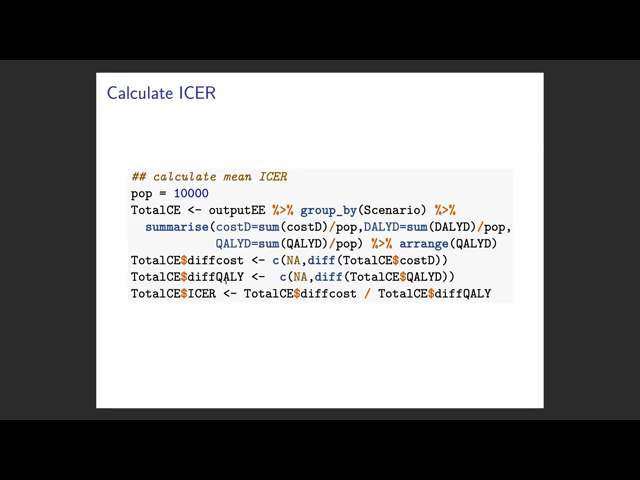 Calculate ICER
## calculate mean ICER
pop = 10000
TotalCE <- outputEE %>% group_by(Scenario) %>%
summarise(costD=sum(costD)/pop,DALYD=sum(DALYD)/pop,
QALYD=sum(QALYD)/pop) %>% arrange(QALYD)
TotalCE$diffcost <- c(NA,diff(TotalCE$costD))
TotalCE$diffQALY <-  c(NA,diff(TotalCE$QALYD))
TotalCE$ICER <- TotalCE$diffcost / TotalCE$diffQALY